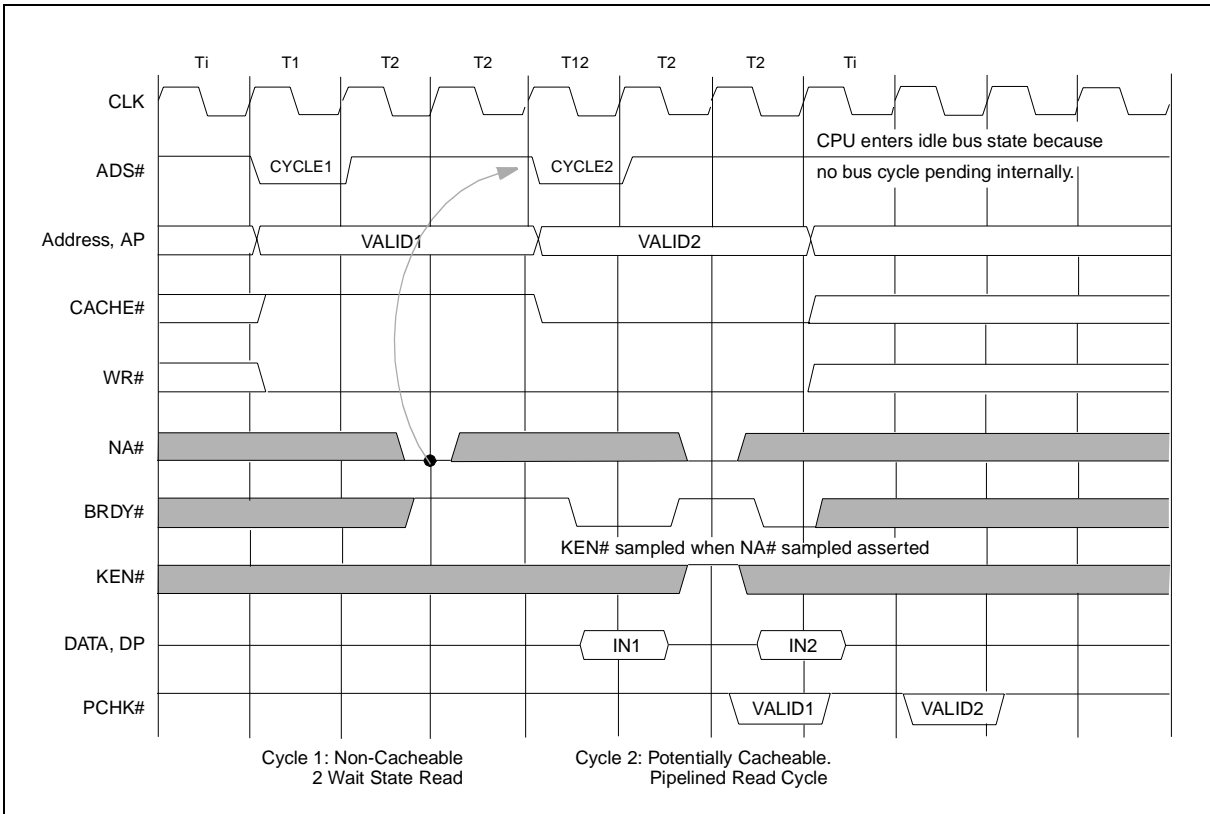 Ti T1 T2 T2 T12 T2 T2 Ti
CLK
CPU enters idle bus state because
ADS# CYCLE1 CYCLE2
no bus cycle pending internally.
Address, AP VALID1 VALID2
CACHE#
WR#
NA#
BRDY#
KEN# sampled when NA# sampled asserted
KEN#
DATA, DP IN1 IN2
PCHK# VALID1 VALID2
Cycle 1: Non-Cacheable
2 Wait State Read
Cycle 2: Potentially Cacheable.
Pipelined Read Cycle